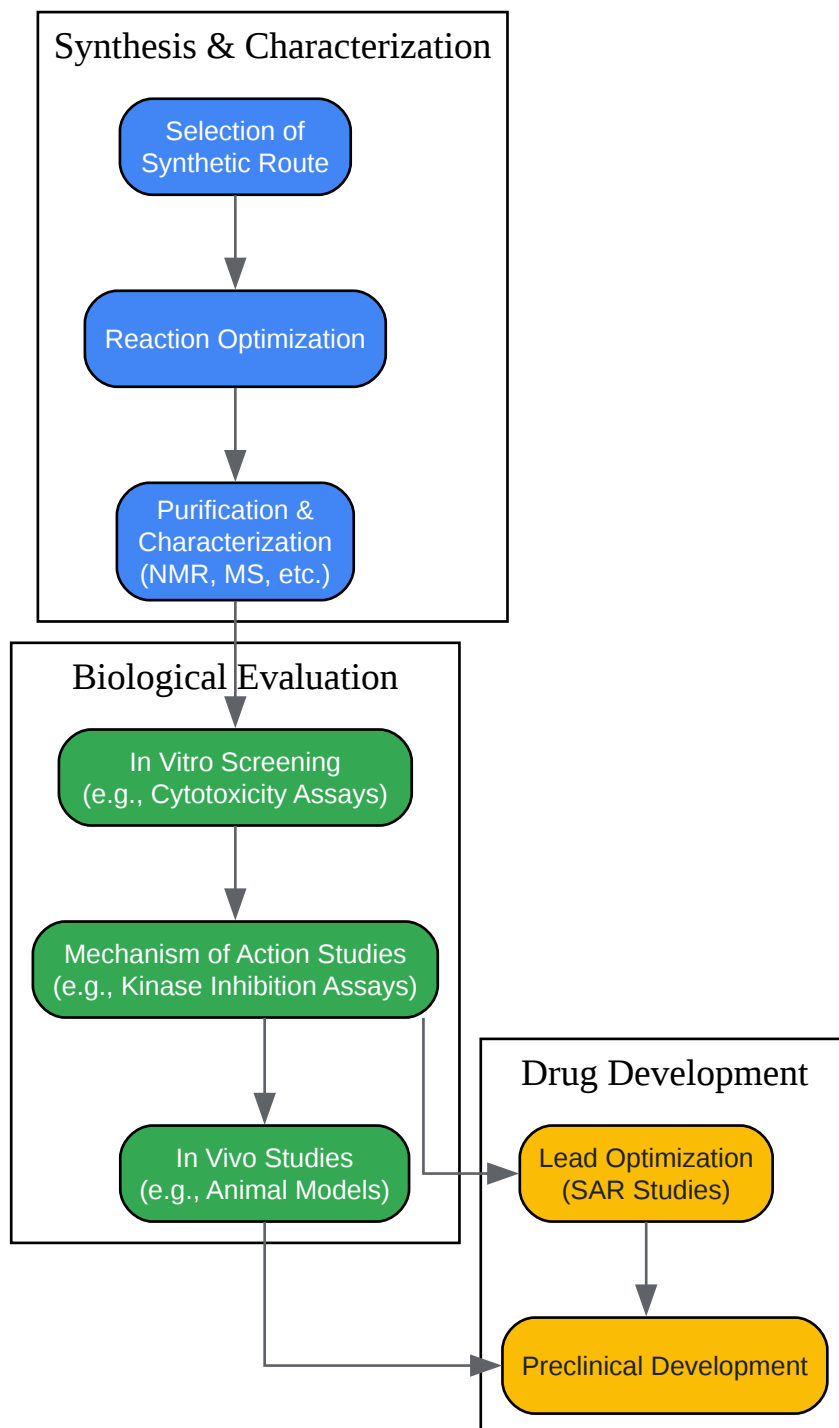 Synthesis & Characterization
Selection of
Synthetic Route
Reaction Optimization
Purification &
Characterization
(NMR, MS, etc.)
Biological Evaluation
In Vitro Screening
(e.g., Cytotoxicity Assays)
Mechanism of Action Studies
(e.g., Kinase Inhibition Assays)
In Vivo Studies
(e.g., Animal Models)
Drug Development
Lead Optimization
(SAR Studies)
Preclinical Development